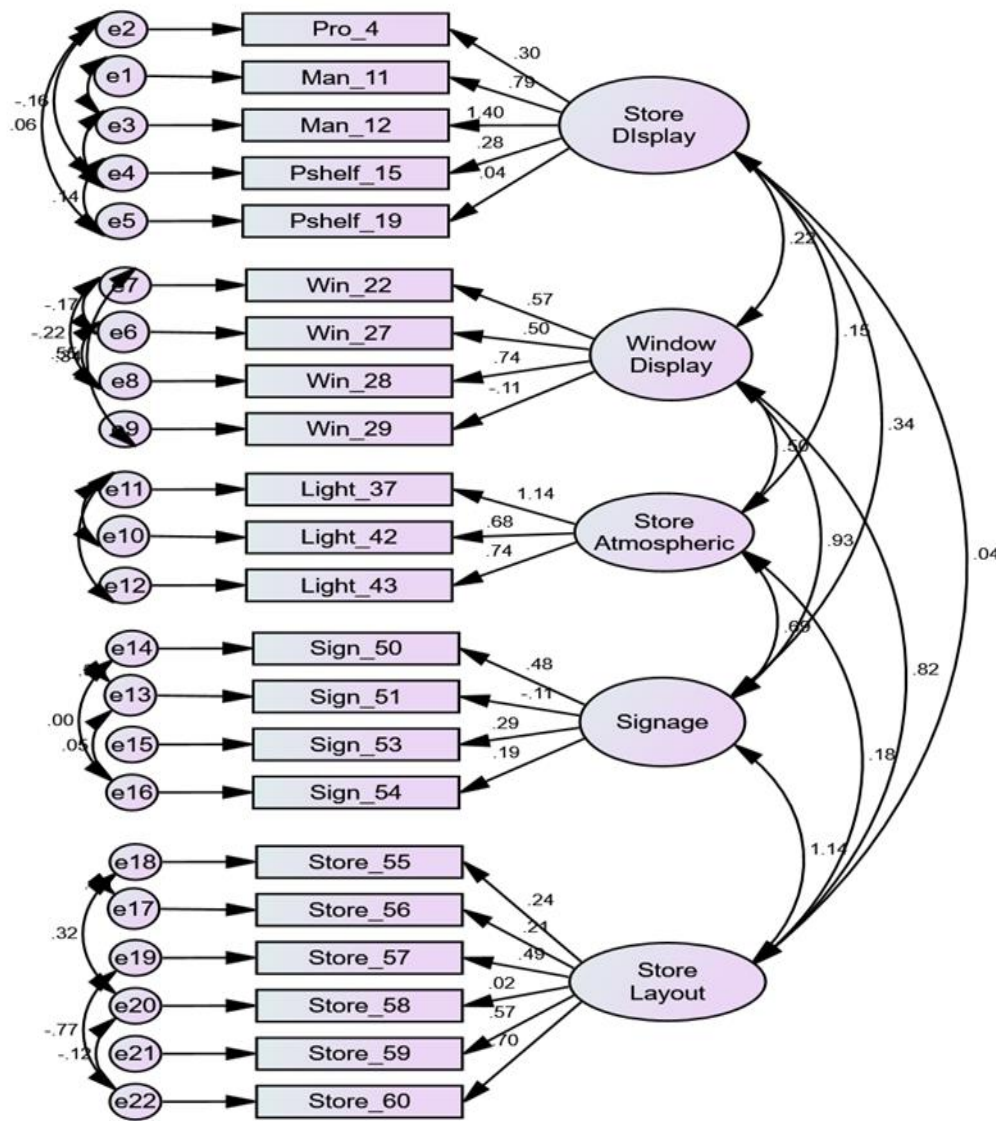 e2
Pro_4
.30
e1
Man_11
.79
-.16
.06
e3
Man_12
1.40
Store
DIsplay
e4
Pshelf_15
.28
.14
e5
Pshelf_19
.04
.22
e7
Win_22
.57
-.17
e6
Win_27
.50
-.22
Window
Display
.15
e8
Win_28
.74
e9
Win_29
-.11
.34
.50
e11
Light_37
1.14
e10
Light_42
.68
Store
Atmospheric
.93
.04
e12
Light_43
.74
.69
e14
Sign_50
.48
e13
Sign_51
-.11
.00
.05
Signage
e15
Sign_53
.29
.82
e16
Sign_54
.19
.18
1.14
e18
Store_55
.24
e17
Store_56
.21
.32
e19
Store_57
.49
Store
Layout
e20
Store_58
.02
-.77
-.12
e21
Store_59
.57
e22
Store_60
.70